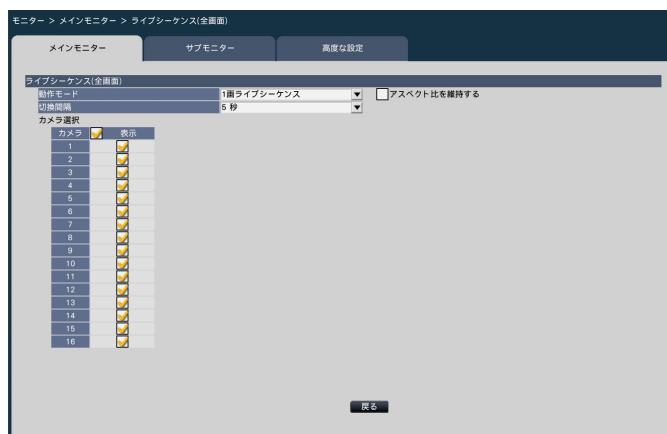 モニター > メインモニター > ライブシーケンス(全画面)
メインモニター サブモニター 高度な設定
ライブシーケンス(全画面)
動作モード 1画ライブシーケンス アスペクト比を維持する
切換間隔 5 秒
カメラ選択
カメラ 表示
1
2
3
4
5
6
7
8
9
10
11
12
13
14
15
16
戻る